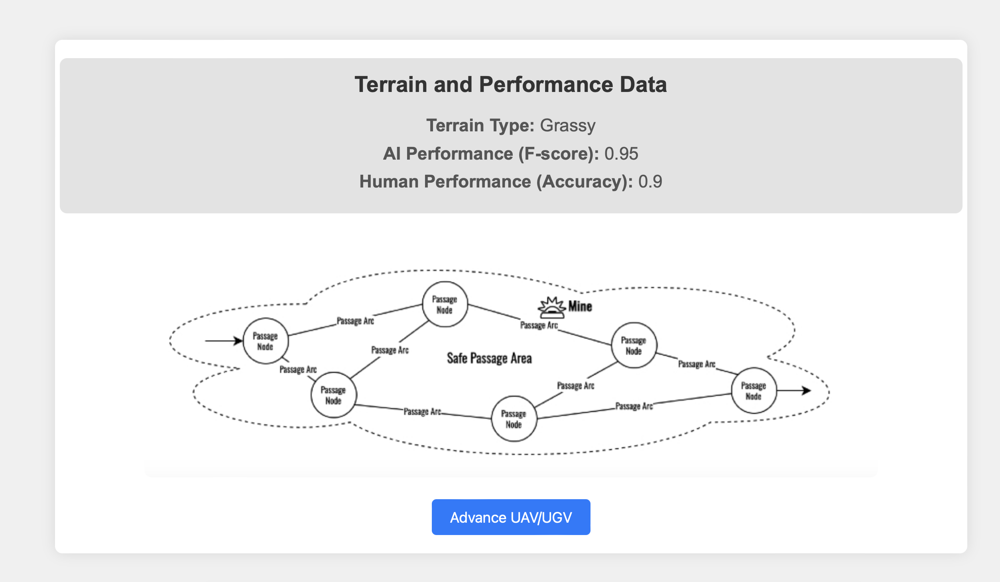 Terrain and Performance Data
Terrain Type: Grassy
AI Performance (F-score): 0.95
Human Performance (Accuracy): 0.9
Passage
Node
Mine
Passage Arc
Passage Arc
Passage
Node
Passage
Node
Passage Arc
Safe Passage Area
Passage Arc
Passage Arc
Passage
Node
Passage Arc
Passage
Node
Passage Arc
Passage Arc
Passage
Node
Advance UAV/UGV